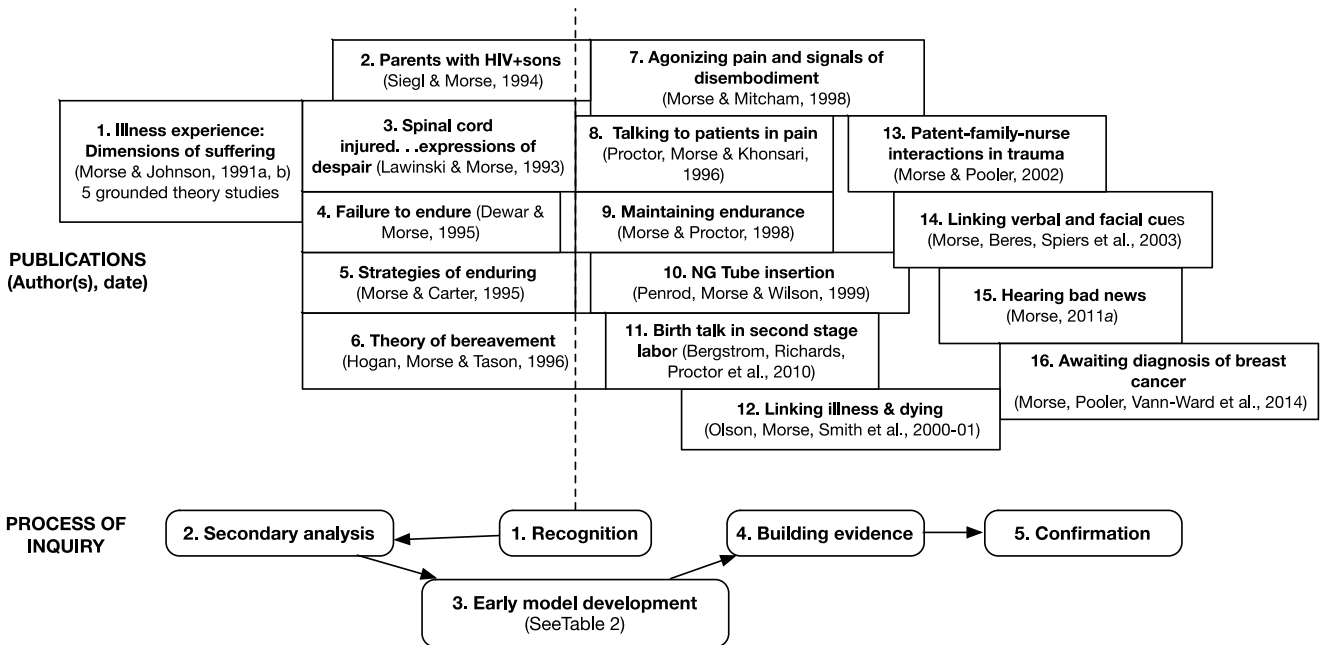 2. Parents with HIV+sons
(Siegl & Morse, 1994)
7. Agonizing pain and signals of
disembodiment
(Morse & Mitcham, 1998)
1. Illness experience:
Dimensions of suffering
(Morse & Johnson, 1991a, b)
5 grounded theory studies
3. Spinal cord
injured. . .expressions of
despair (Lawinski & Morse, 1993)
8. Talking to patients in pain
(Proctor, Morse & Khonsari,
1996)
13. Patent-family-nurse
interactions in trauma
(Morse & Pooler, 2002)
4. Failure to endure (Dewar &
Morse, 1995)
9. Maintaining endurance
(Morse & Proctor, 1998)
14. Linking verbal and facial cues
(Morse, Beres, Spiers et al., 2003)
PUBLICATIONS
(Author(s), date)
5. Strategies of enduring
(Morse & Carter, 1995)
10. NG Tube insertion
(Penrod, Morse & Wilson, 1999)
15. Hearing bad news
(Morse, 2011a)
6. Theory of bereavement
(Hogan, Morse & Tason, 1996)
11. Birth talk in second stage
labor (Bergstrom, Richards,
Proctor et al., 2010)
16. Awaiting diagnosis of breast
cancer
(Morse, Pooler, Vann-Ward et al., 2014)
12. Linking illness & dying
(Olson, Morse, Smith et al., 2000-01)
PROCESS OF
INQUIRY
2. Secondary analysis
1. Recognition
4. Building evidence
5. Confirmation
3. Early model development
(SeeTable 2)